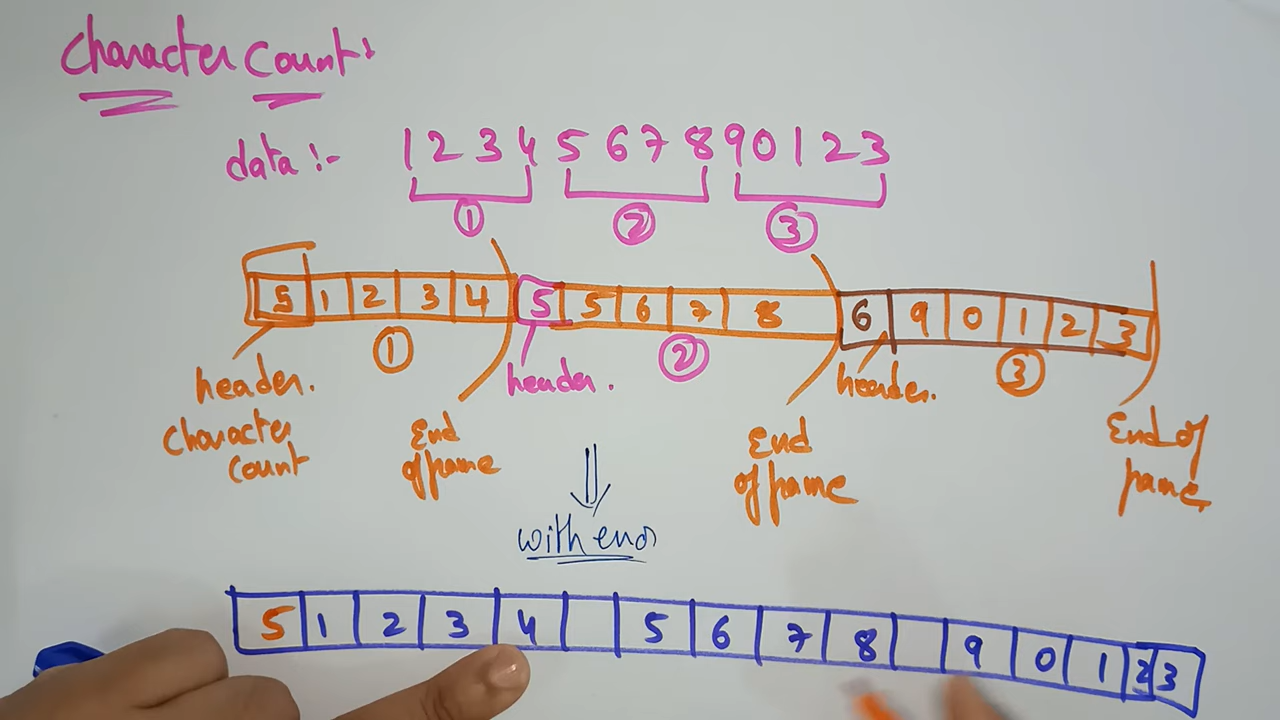 Character Count:
data :- 1 2 3 4 5 6 7 8 9 0 1 2 3
① ② ③
5 1 2 3 4 5 5 6 7 8 6 9 0 1 2 3
① ② ③
header. header. header.
Character count
End of frame
End of frame
End of frame
with error
5 1 2 3 4 5 6 7 8 9 0 1 2 3